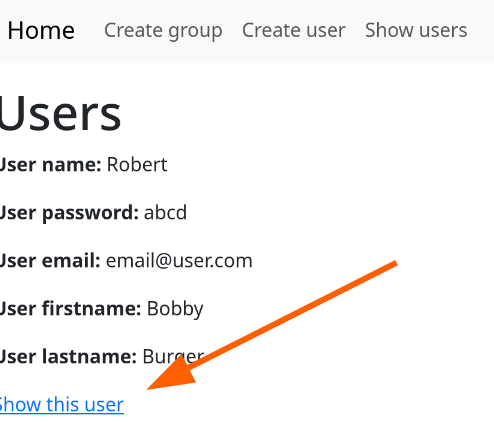 Home Create group Create user Show users
Users
User name: Robert
User password: abcd
User email: email@user.com
User firstname: Bobby
User lastname: Burger
Show this user